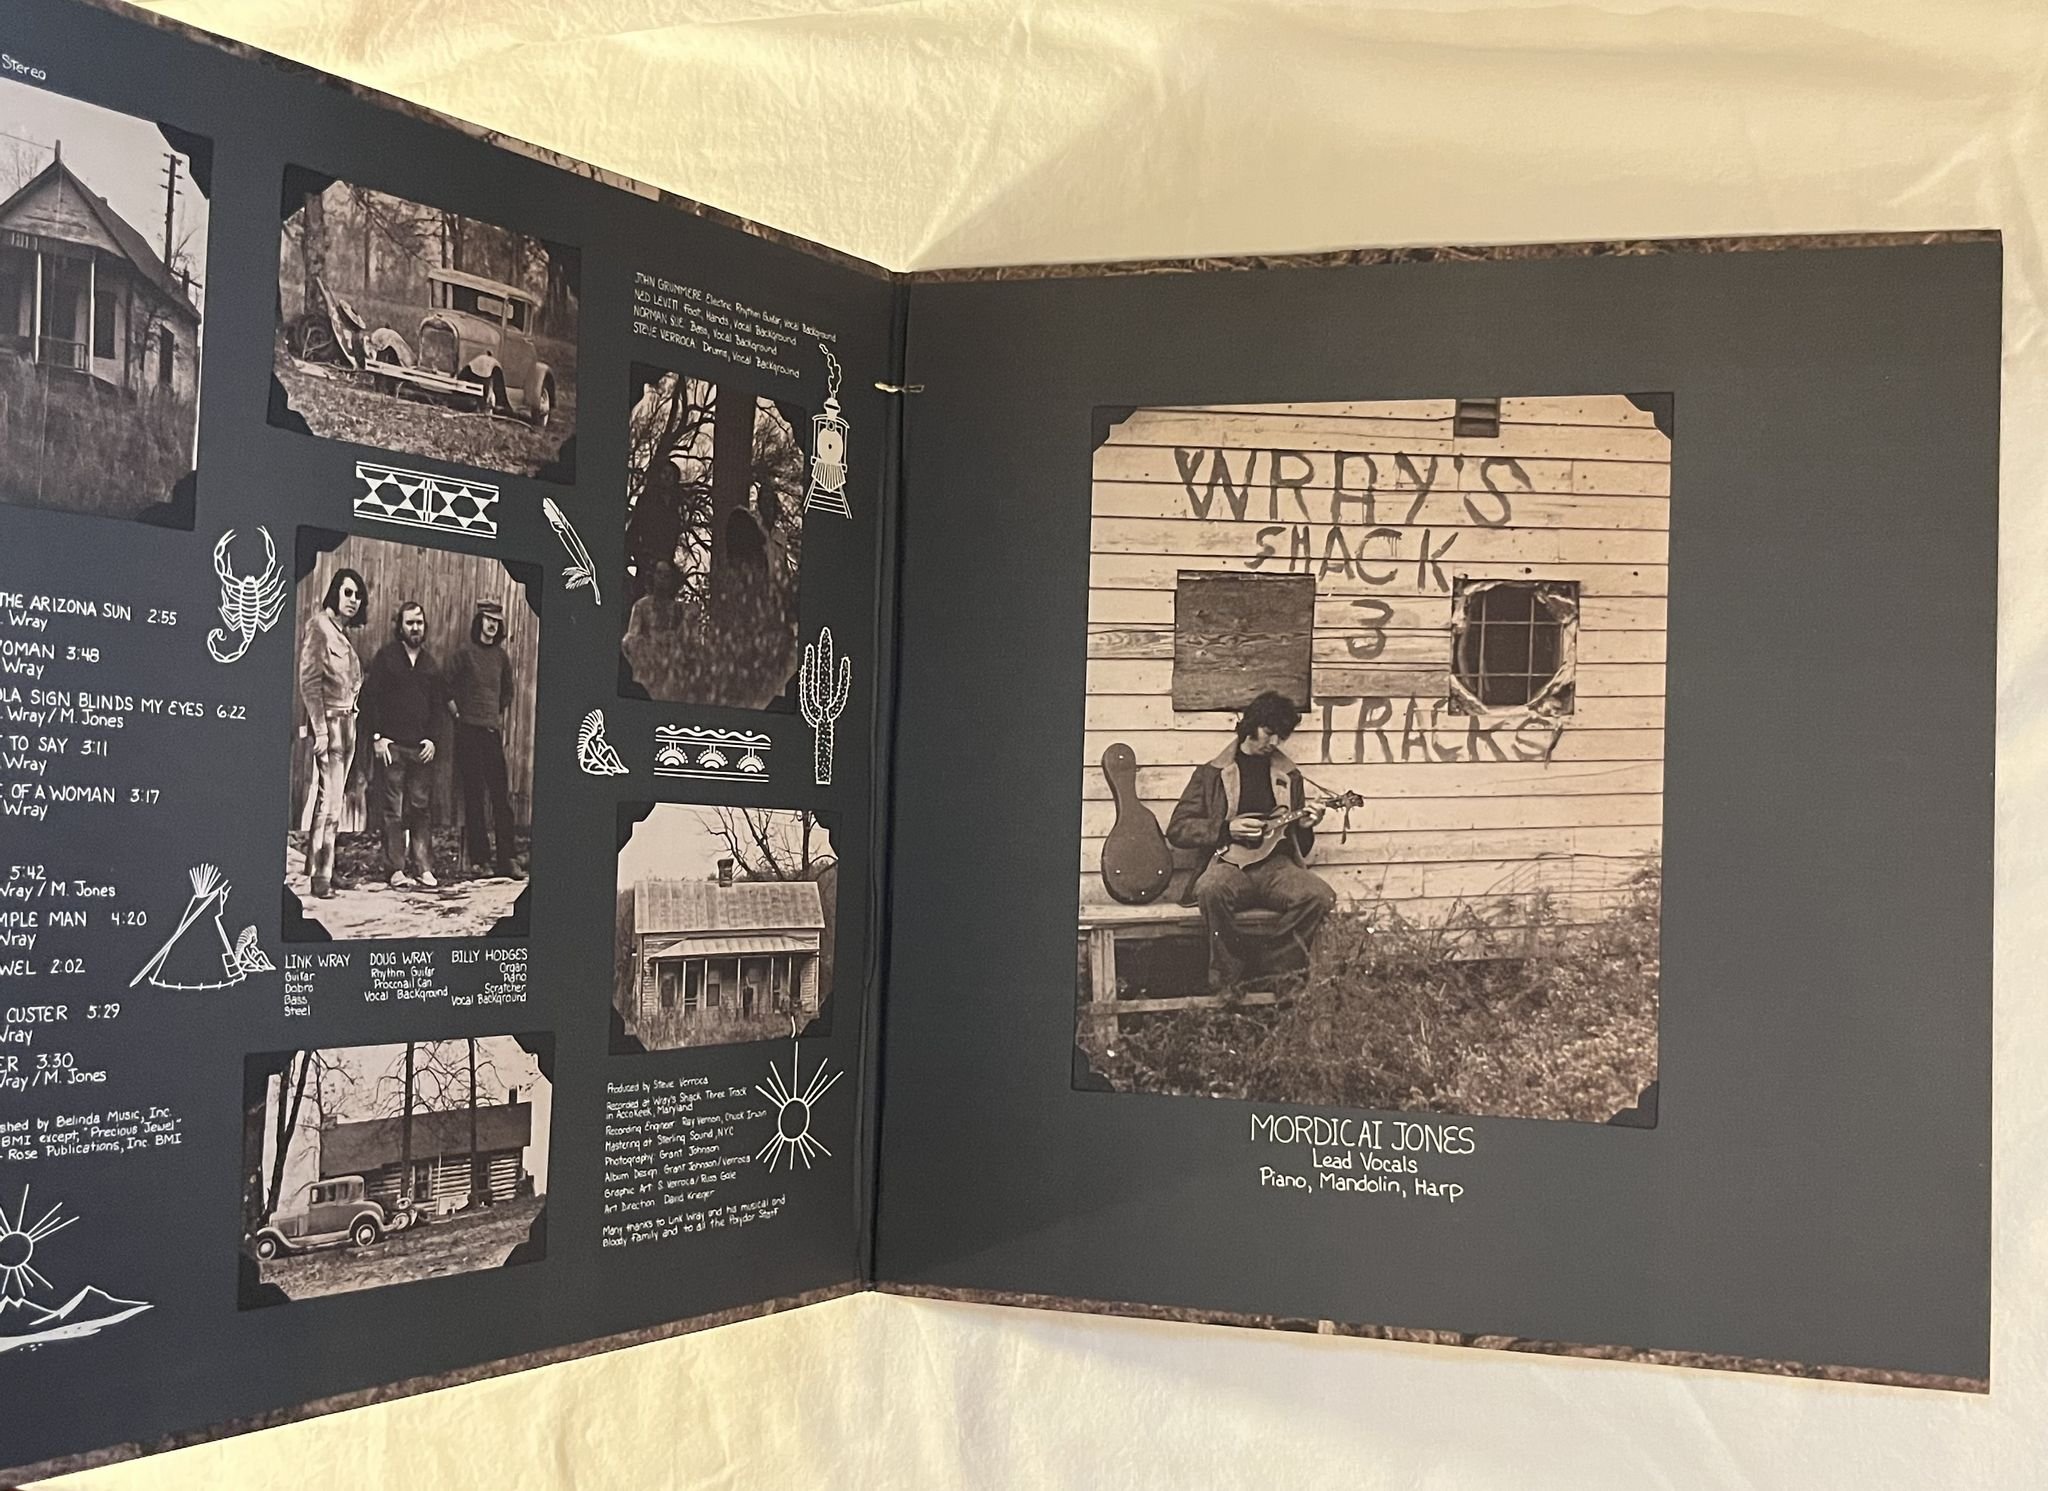 Stereo
THE ARIZONA SUN 2:55
Wray
OMAN 3:48
Wray
OLA SIGN BLINDS MY EYES 6:22
Wray / M. Jones
T TO SAY 3:11
Wray
E OF A WOMAN 3:17
Wray
5:42
Wray / M. Jones
MPLE MAN 4:20
Wray
WEL 2:02
CUSTER 5:29
Wray
ER 3:30
Wray / M. Jones
shed by Belinda Music, Inc.
BMI except, "Precious Jewel"
- Rose Publications, Inc. BMI
JOHN GRUMMERE Electric Rhythm Guitar, Vocal Background
NED LEVITT Foot, Hands, Vocal Background
NORMAN SUE Bass, Vocal Background
STEVE VERROCA Drums, Vocal Background
LINK WRAY
Guitar
Dobro
Bass
Steel
DOUG WRAY
Rhythm Guitar
Procnail Can
Vocal Background
BILLY HODGES
Organ
Piano
Scratcher
Vocal Background
Produced by Steve Verroca
Recorded at Wray's Shack Three Track
in Accokeek, Maryland
Recording Engineer Ray Vernon, Chuck Irwin
Mastering at Sterling Sound, NYC
Photography: Grant Johnson
Album Design Grant Johnson/Verroca
Graphic Art: S. Verroca/Russ Gale
Art Direction David Krieger
Many thanks to Link Wray and his musical and
Bloody Family and to all the Polydor Staff
WRAY'S
SHACK
3
TRACKS
MORDICAI JONES
Lead Vocals
Piano, Mandolin, Harp